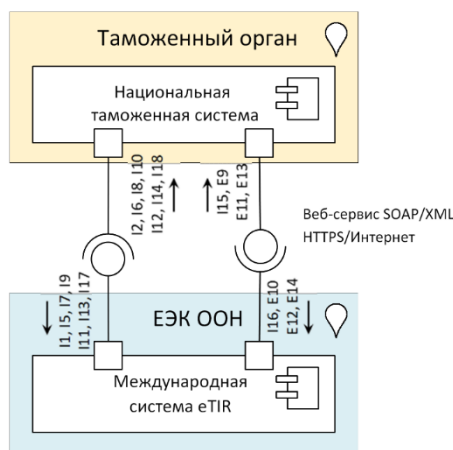 Таможенный орган
Национальная
таможенная система
I2, I6, I8, I10
I12, I14, I18
I15, E9
E11, E13
Веб-сервис SOAP/XML
HTTPS/Интернет
I1, I5, I7, I9
I11, I13, I17
ЕЭК ООН
I16, E10
E12, E14
Международная
система eTIR